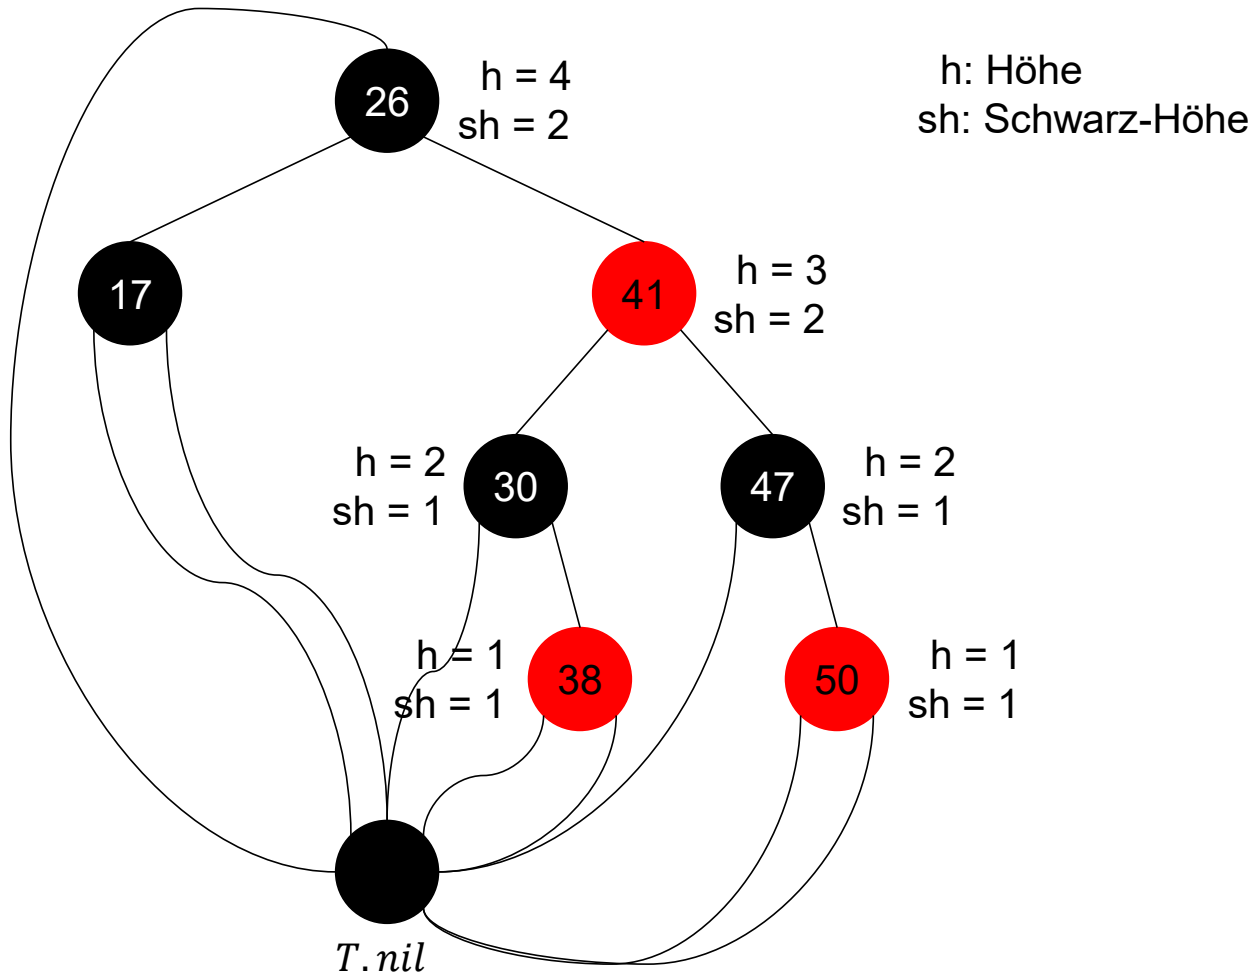 h = 4
sh = 2
26
h: Höhe
sh: Schwarz-Höhe
17
41
h = 3
sh = 2
h = 2
sh = 1
30
47
h = 2
sh = 1
h = 1
sh = 1
38
50
h = 1
sh = 1
T.nil